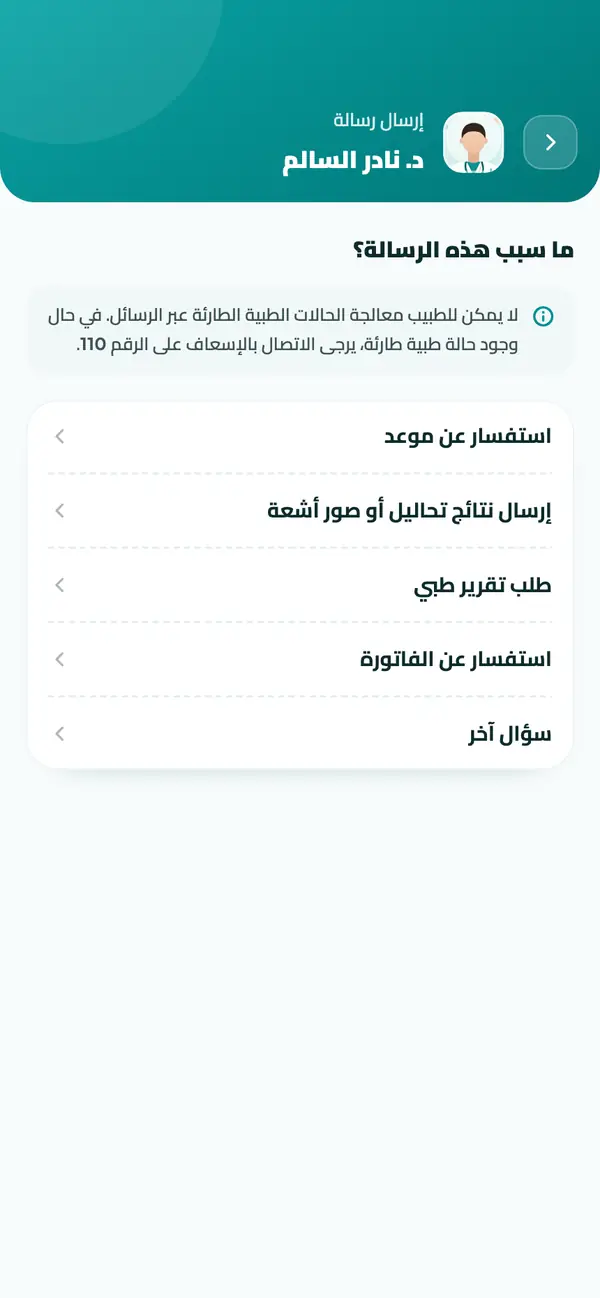 إرسال رسالة
د. نادر السالم
ما سبب هذه الرسالة؟
لا يمكن للطبيب معالجة الحالات الطبية الطارئة عبر الرسائل. في حال
وجود حالة طبية طارئة، يرجى الاتصال بالإسعاف على الرقم 110.
استفسار عن موعد
إرسال نتائج تحاليل أو صور أشعة
طلب تقرير طبي
استفسار عن الفاتورة
سؤال آخر